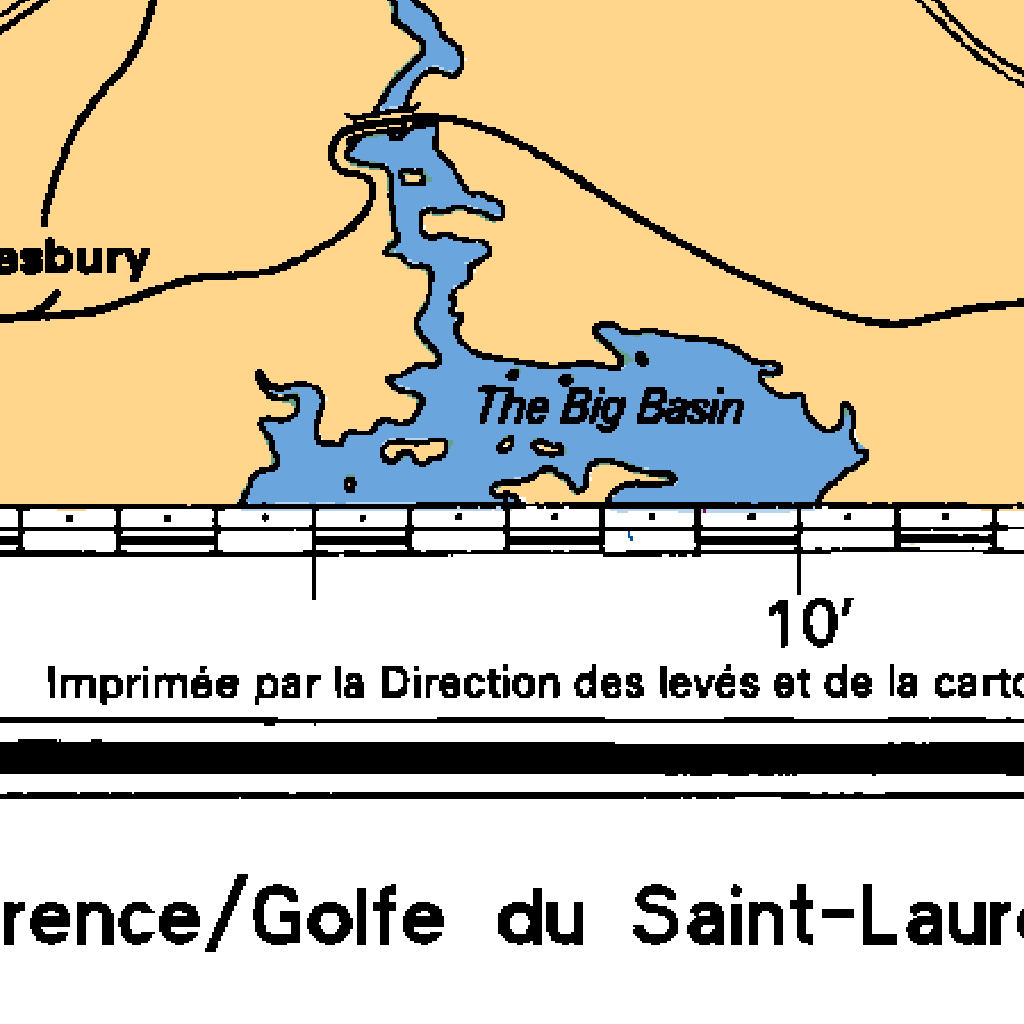 esbury
The Big Basin
10′
Imprimée par la Direction des levés et de la carto
rence/Golfe du Saint-Laur